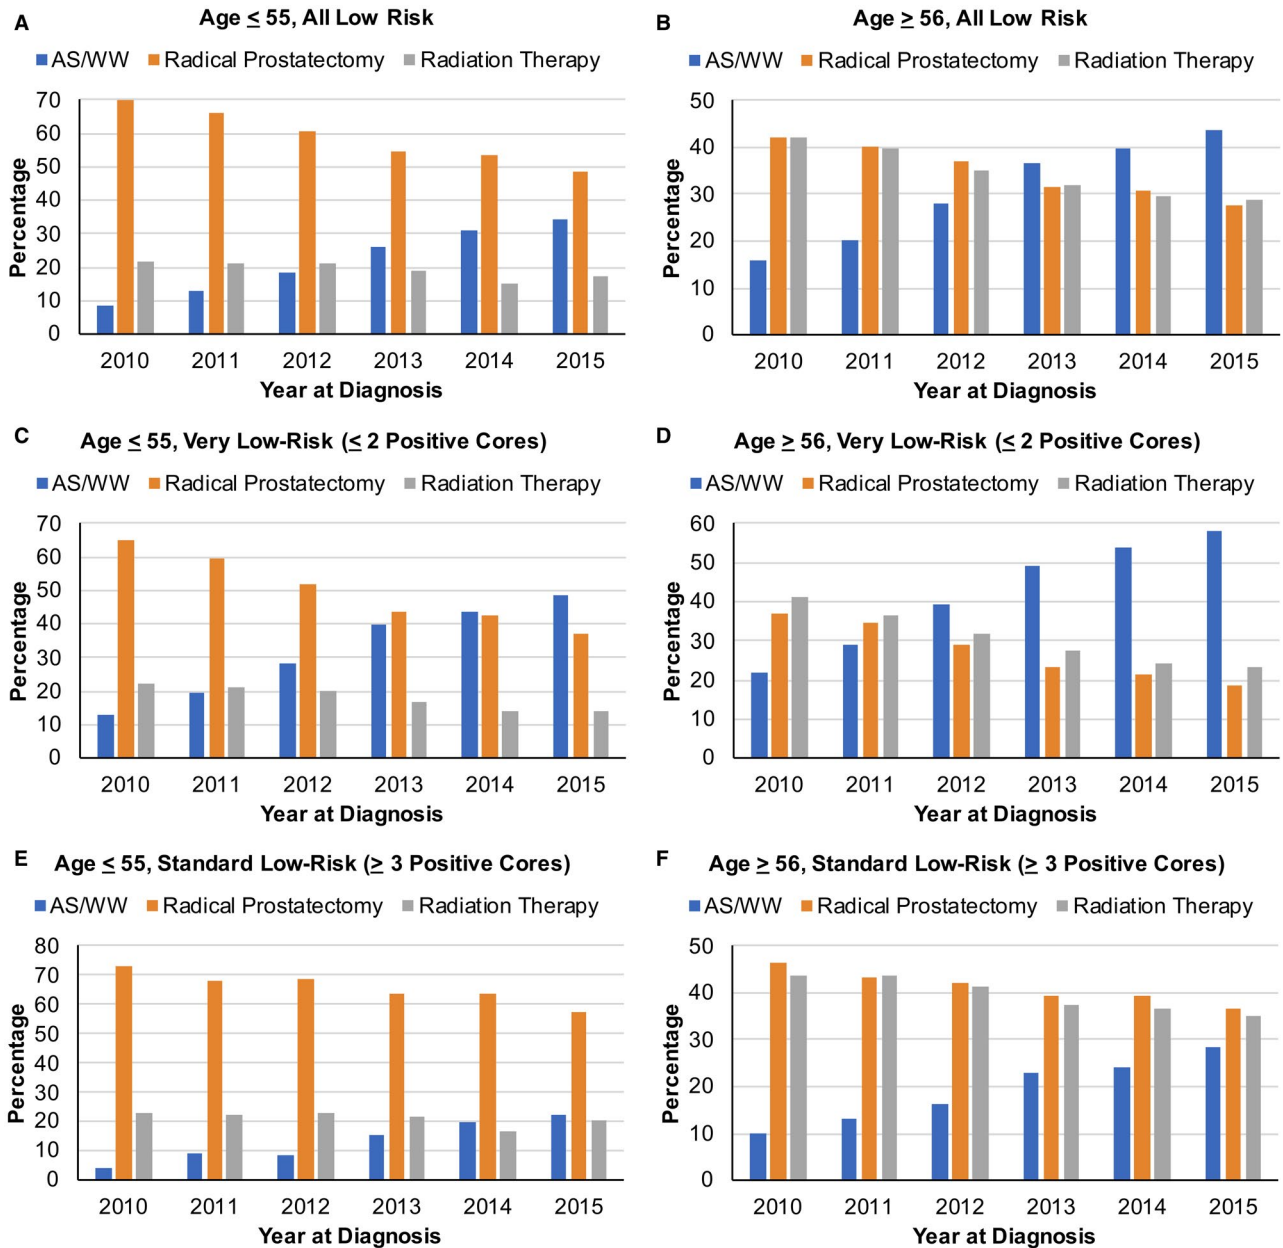 A
Age ≤ 55, All Low Risk
AS/WW Radical Prostatectomy Radiation Therapy
70
60
50
40
30
20
10
0
Percentage
2010 2011 2012 2013 2014 2015
Year at Diagnosis
B
Age ≥ 56, All Low Risk
AS/WW Radical Prostatectomy Radiation Therapy
50
40
30
20
10
0
Percentage
2010 2011 2012 2013 2014 2015
Year at Diagnosis
C
Age ≤ 55, Very Low-Risk (≤ 2 Positive Cores)
AS/WW Radical Prostatectomy Radiation Therapy
70
60
50
40
30
20
10
0
Percentage
2010 2011 2012 2013 2014 2015
Year at Diagnosis
D
Age ≥ 56, Very Low-Risk (≤ 2 Positive Cores)
AS/WW Radical Prostatectomy Radiation Therapy
60
50
40
30
20
10
0
Percentage
2010 2011 2012 2013 2014 2015
Year at Diagnosis
E
Age ≤ 55, Standard Low-Risk (≥ 3 Positive Cores)
AS/WW Radical Prostatectomy Radiation Therapy
80
70
60
50
40
30
20
10
0
Percentage
2010 2011 2012 2013 2014 2015
Year at Diagnosis
F
Age ≥ 56, Standard Low-Risk (≥ 3 Positive Cores)
AS/WW Radical Prostatectomy Radiation Therapy
50
40
30
20
10
0
Percentage
2010 2011 2012 2013 2014 2015
Year at Diagnosis